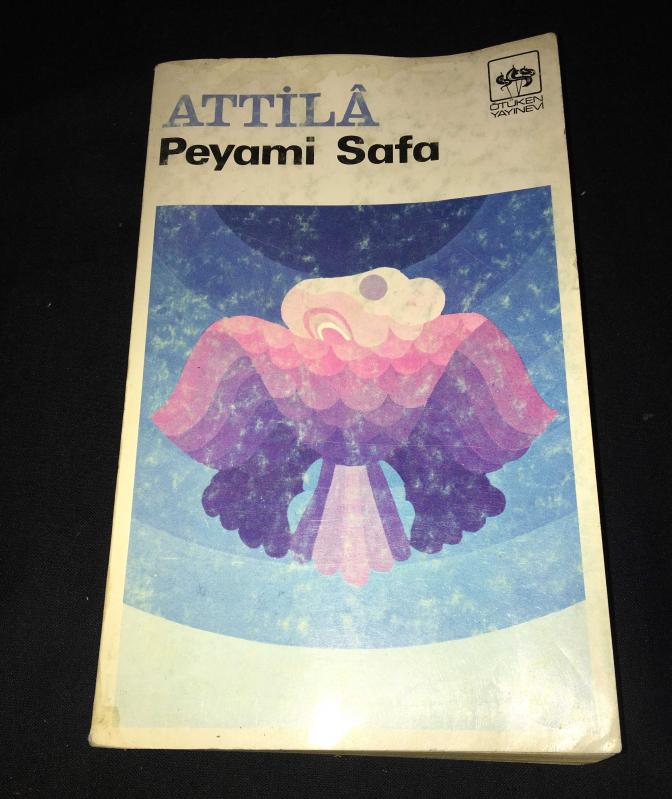 ATTİLÂ
Peyami Safa
ÖTÜKEN
YAYINEVİ